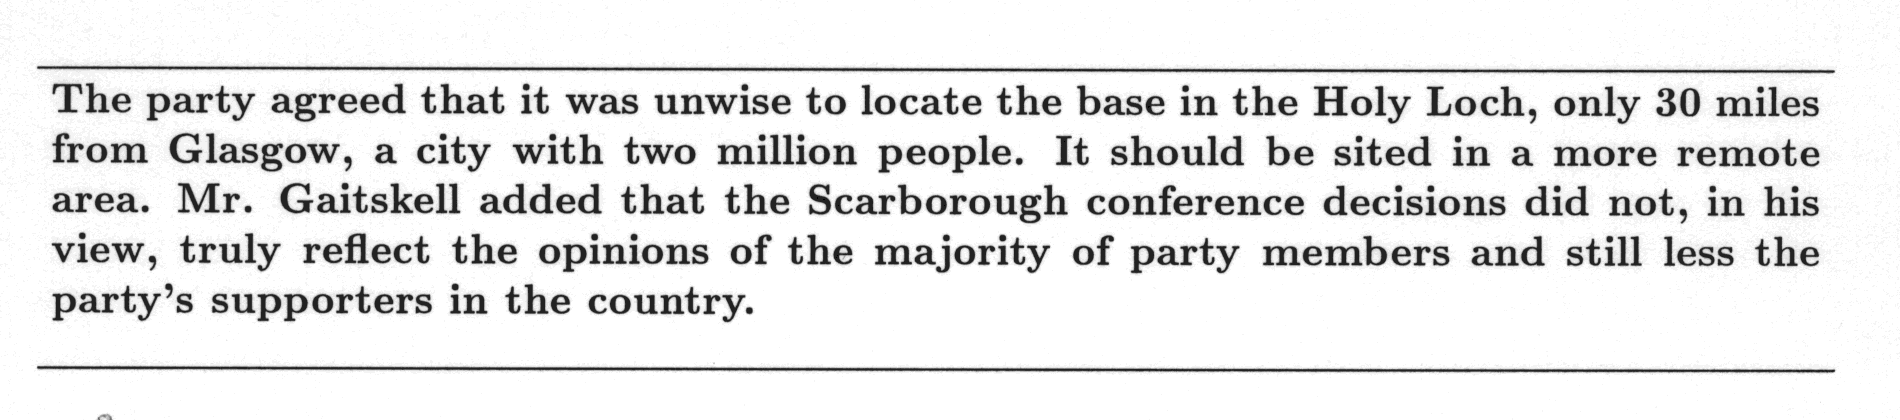 The party agreed that it was unwise to locate the base in the Holy Loch, only 30 miles
from Glasgow, a city with two million people. It should be sited in a more remote
area. Mr. Gaitskell added that the Scarborough conference decisions did not, in his
view, truly reflect the opinions of the majority of party members and still less the
party's supporters in the country.